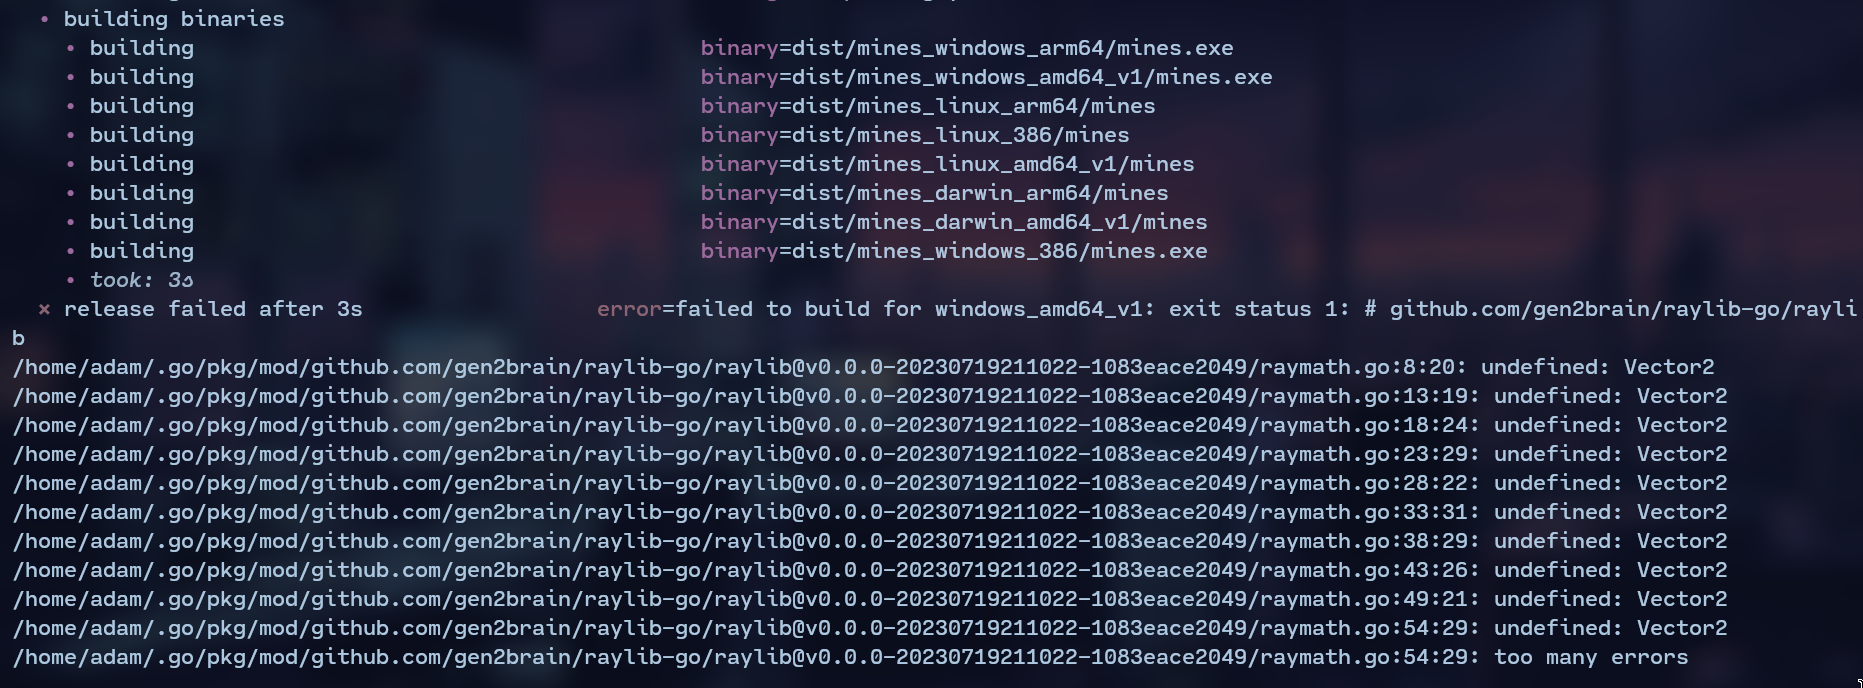 • building binaries
• building binary=dist/mines_windows_arm64/mines.exe
• building binary=dist/mines_windows_amd64_v1/mines.exe
• building binary=dist/mines_linux_arm64/mines
• building binary=dist/mines_linux_386/mines
• building binary=dist/mines_linux_amd64_v1/mines
• building binary=dist/mines_darwin_arm64/mines
• building binary=dist/mines_darwin_amd64_v1/mines
• building binary=dist/mines_windows_386/mines.exe
• took: 3s
× release failed after 3s error=failed to build for windows_amd64_v1: exit status 1: # github.com/gen2brain/raylib-go/rayli
b
/home/adam/.go/pkg/mod/github.com/gen2brain/raylib-go/raylib@v0.0.0-20230719211022-1083eace2049/raymath.go:8:20: undefined: Vector2
/home/adam/.go/pkg/mod/github.com/gen2brain/raylib-go/raylib@v0.0.0-20230719211022-1083eace2049/raymath.go:13:19: undefined: Vector2
/home/adam/.go/pkg/mod/github.com/gen2brain/raylib-go/raylib@v0.0.0-20230719211022-1083eace2049/raymath.go:18:24: undefined: Vector2
/home/adam/.go/pkg/mod/github.com/gen2brain/raylib-go/raylib@v0.0.0-20230719211022-1083eace2049/raymath.go:23:29: undefined: Vector2
/home/adam/.go/pkg/mod/github.com/gen2brain/raylib-go/raylib@v0.0.0-20230719211022-1083eace2049/raymath.go:28:22: undefined: Vector2
/home/adam/.go/pkg/mod/github.com/gen2brain/raylib-go/raylib@v0.0.0-20230719211022-1083eace2049/raymath.go:33:31: undefined: Vector2
/home/adam/.go/pkg/mod/github.com/gen2brain/raylib-go/raylib@v0.0.0-20230719211022-1083eace2049/raymath.go:38:29: undefined: Vector2
/home/adam/.go/pkg/mod/github.com/gen2brain/raylib-go/raylib@v0.0.0-20230719211022-1083eace2049/raymath.go:43:26: undefined: Vector2
/home/adam/.go/pkg/mod/github.com/gen2brain/raylib-go/raylib@v0.0.0-20230719211022-1083eace2049/raymath.go:49:21: undefined: Vector2
/home/adam/.go/pkg/mod/github.com/gen2brain/raylib-go/raylib@v0.0.0-20230719211022-1083eace2049/raymath.go:54:29: undefined: Vector2
/home/adam/.go/pkg/mod/github.com/gen2brain/raylib-go/raylib@v0.0.0-20230719211022-1083eace2049/raymath.go:54:29: too many errors